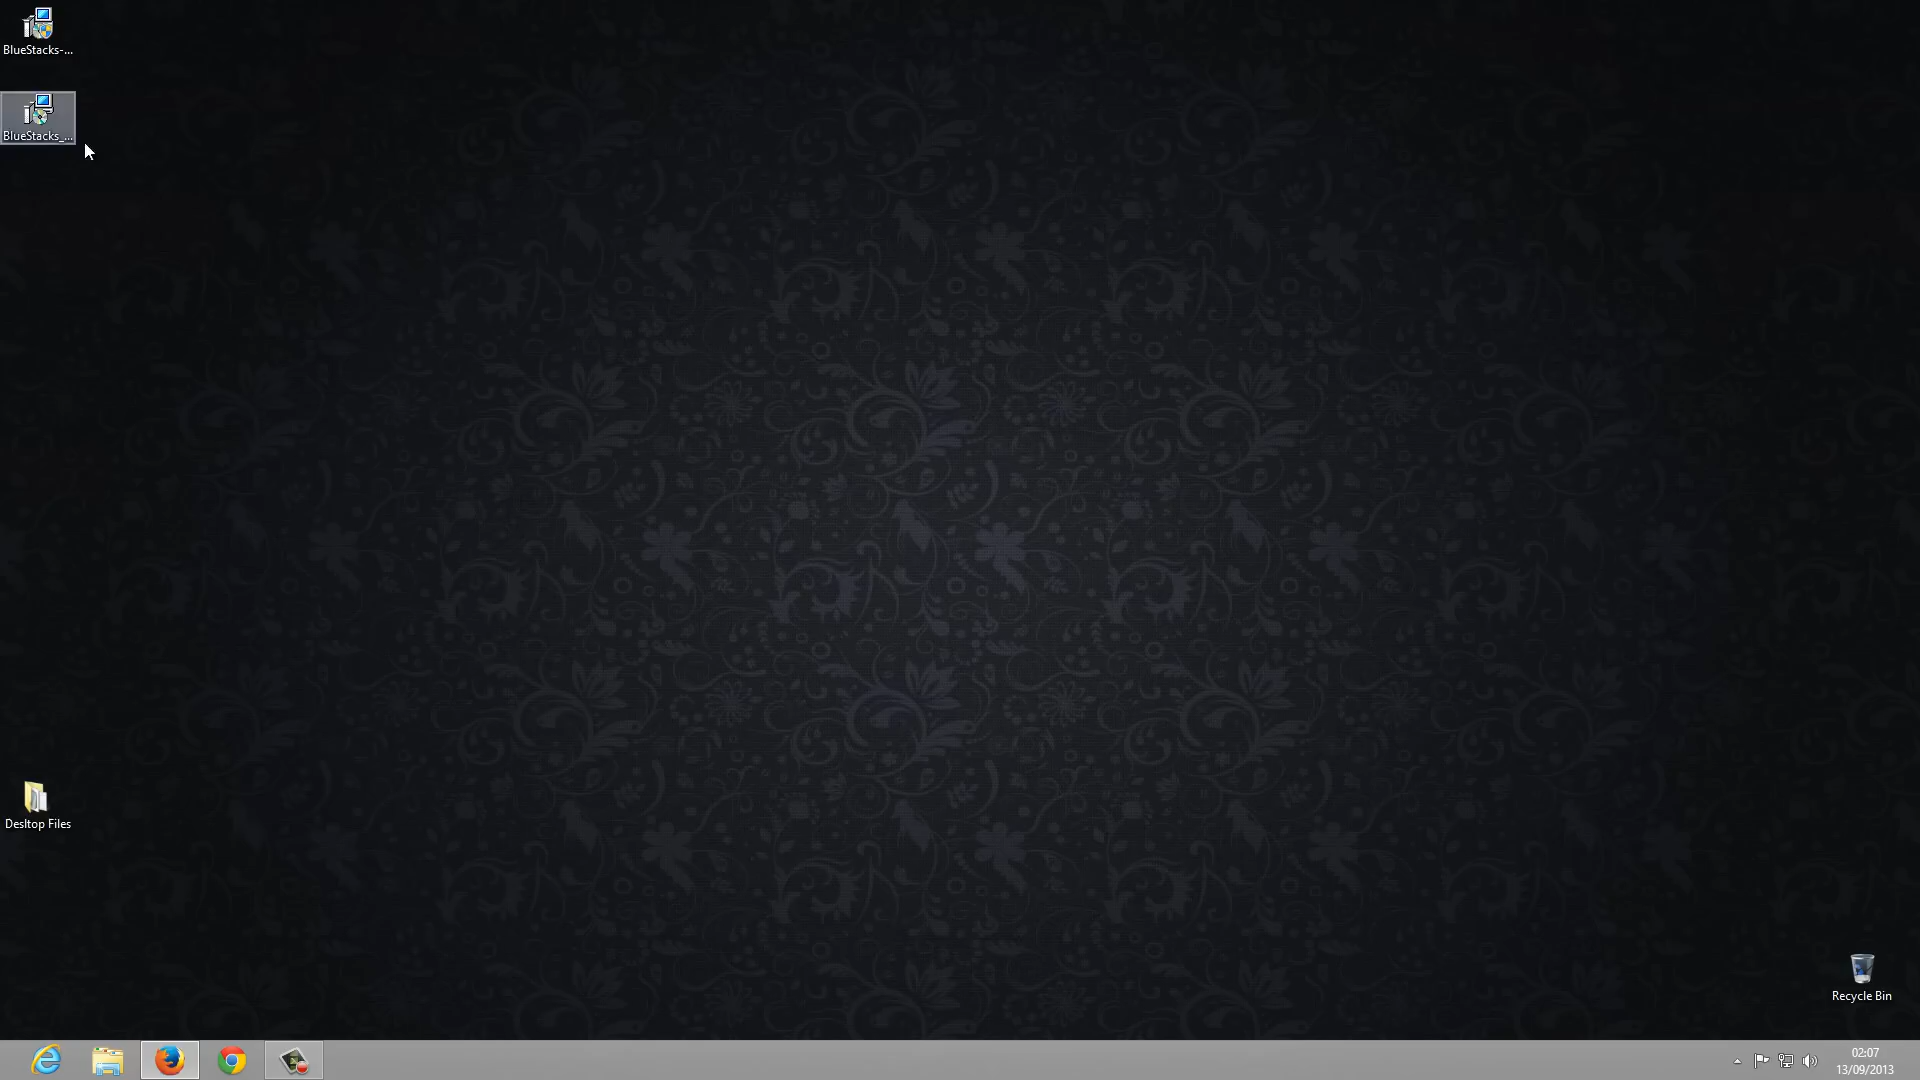 BlueStacks-...
BlueStacks_...
Desltop Files
Recycle Bin
02:07
13/09/2013